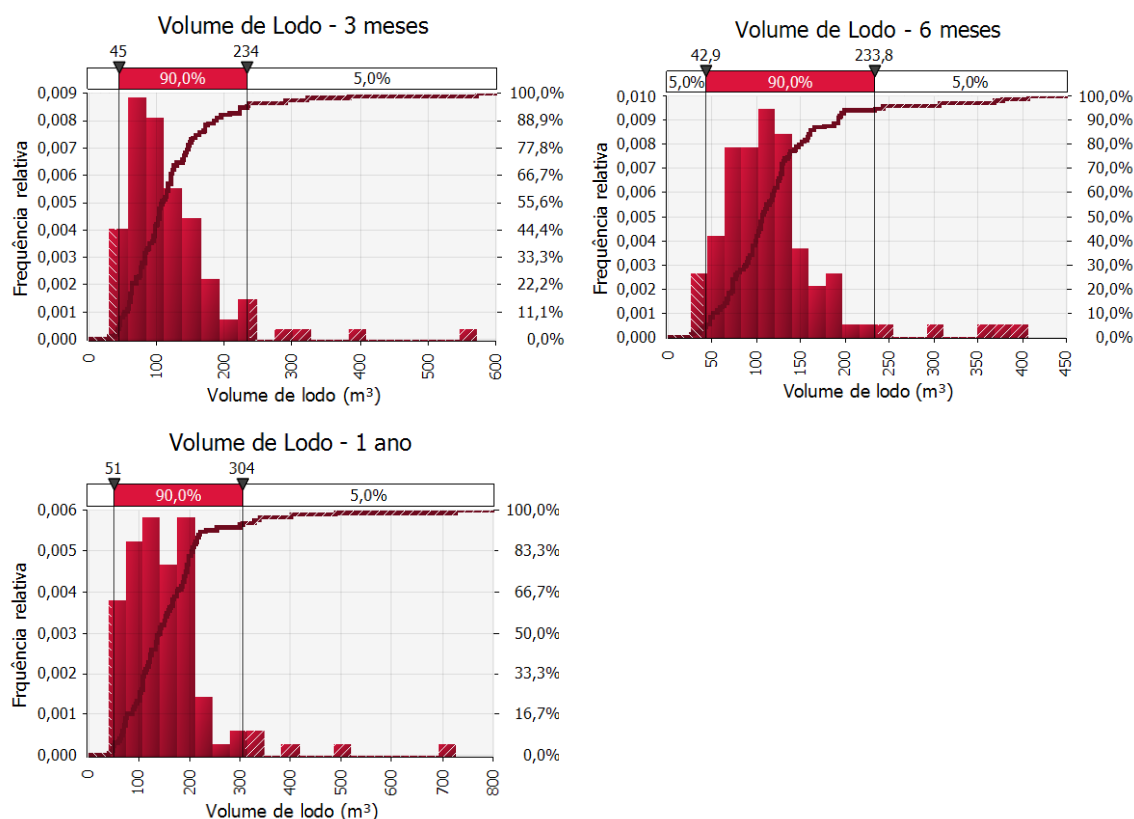 Volume de Lodo - 3 meses
45 234
90,0% 5,0%
0,009 100,0%
0,008 88,9%
0,007 77,8%
0,006 66,7%
0,005 55,6%
0,004 44,4%
0,003 33,3%
0,002 22,2%
0,001 11,1%
0,000 0,0%
Frequência relativa
0 100 200 300 400 500 600
Volume de lodo (m³)
Volume de Lodo - 6 meses
42,9 233,8
5,0% 90,0% 5,0%
0,010 100,0%
0,009 90,0%
0,008 80,0%
0,007 70,0%
0,006 60,0%
0,005 50,0%
0,004 40,0%
0,003 30,0%
0,002 20,0%
0,001 10,0%
0,000 0,0%
Frequência relativa
0 50 100 150 200 250 300 350 400 450
Volume de lodo (m³)
Volume de Lodo - 1 ano
51 304
90,0% 5,0%
0,006 100,0%
0,005 83,3%
0,004 66,7%
0,003 50,0%
0,002 33,3%
0,001 16,7%
0,000 0,0%
Frquência relativa
0 100 200 300 400 500 600 700 800
Volume de lodo (m³)